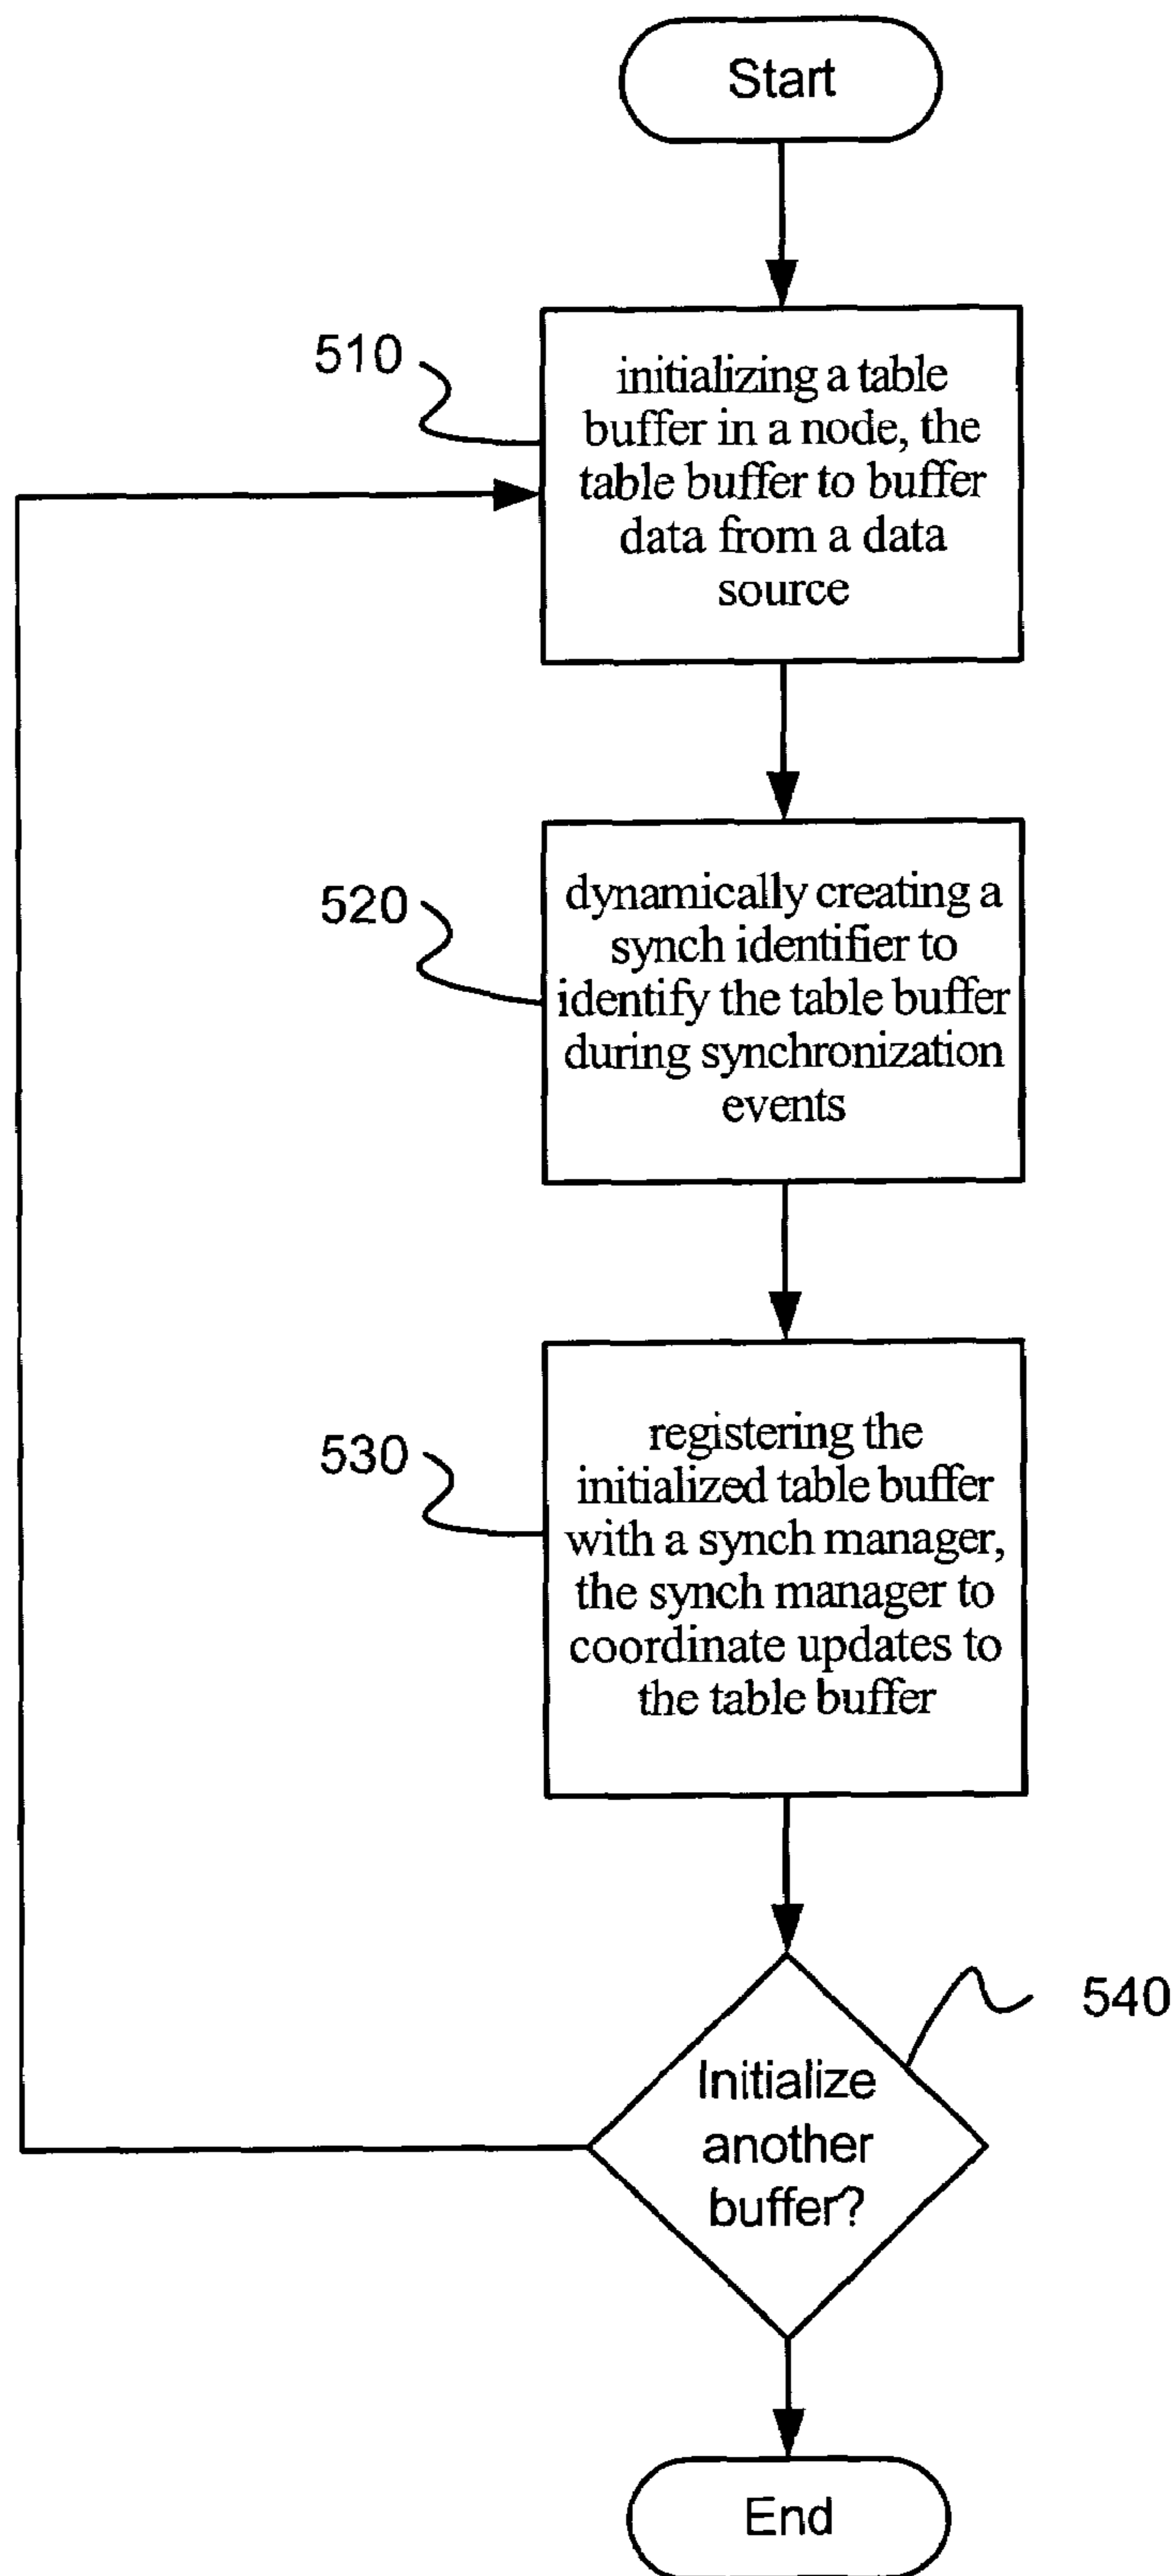 Start
510
initializing a table
buffer in a node, the
table buffer to buffer
data from a data
source
520
dynamically creating a
synch identifier to
identify the table buffer
during synchronization
events
530
registering the
initialized table buffer
with a synch manager,
the synch manager to
coordinate updates to
the table buffer
540
Initialize
another
buffer?
End